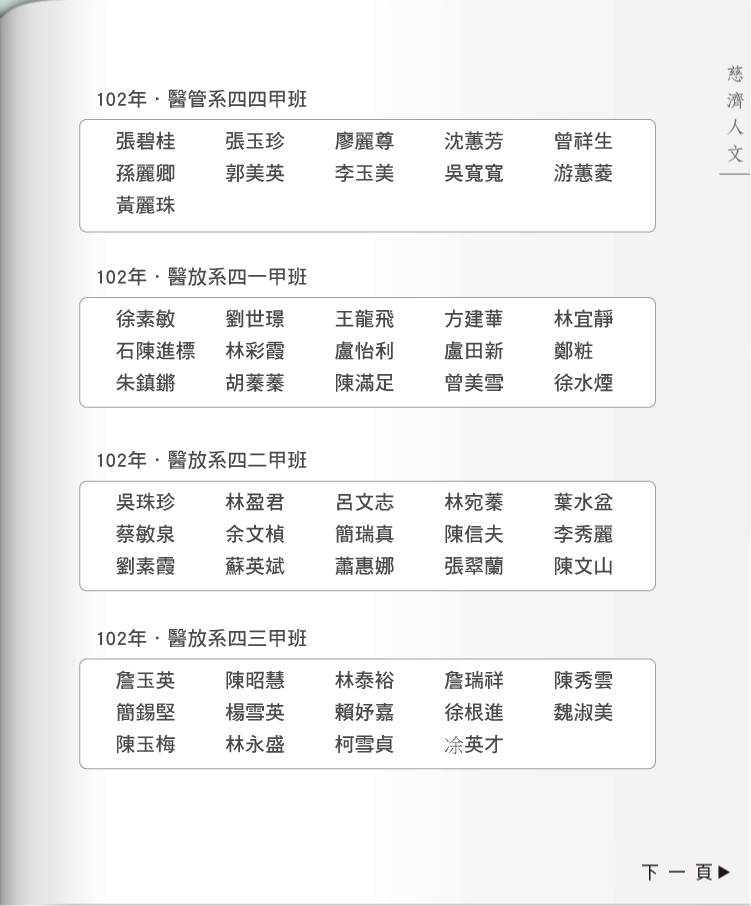 慈濟人文
102年‧醫管系四四甲班
張碧桂 張玉珍 廖麗尊 沈蕙芳 曾祥生
孫麗卿 郭美英 李玉美 吳寬寬 游蕙菱
黃麗珠
102年‧醫放系四一甲班
徐素敏 劉世璟 王龍飛 方建華 林宜靜
石陳進標 林彩霞 盧怡利 盧田新 鄭粧
朱鎮鏘 胡蓁蓁 陳滿足 曾美雪 徐水煙
102年‧醫放系四二甲班
吳珠珍 林盈君 呂文志 林宛蓁 葉水盆
蔡敏泉 余文楨 簡瑞真 陳信夫 李秀麗
劉素霞 蘇英斌 蕭惠娜 張翠蘭 陳文山
102年‧醫放系四三甲班
詹玉英 陳昭慧 林泰裕 詹瑞祥 陳秀雲
簡錫堅 楊雪英 賴妤嘉 徐根進 魏淑美
陳玉梅 林永盛 柯雪貞 凃英才
下一頁▶